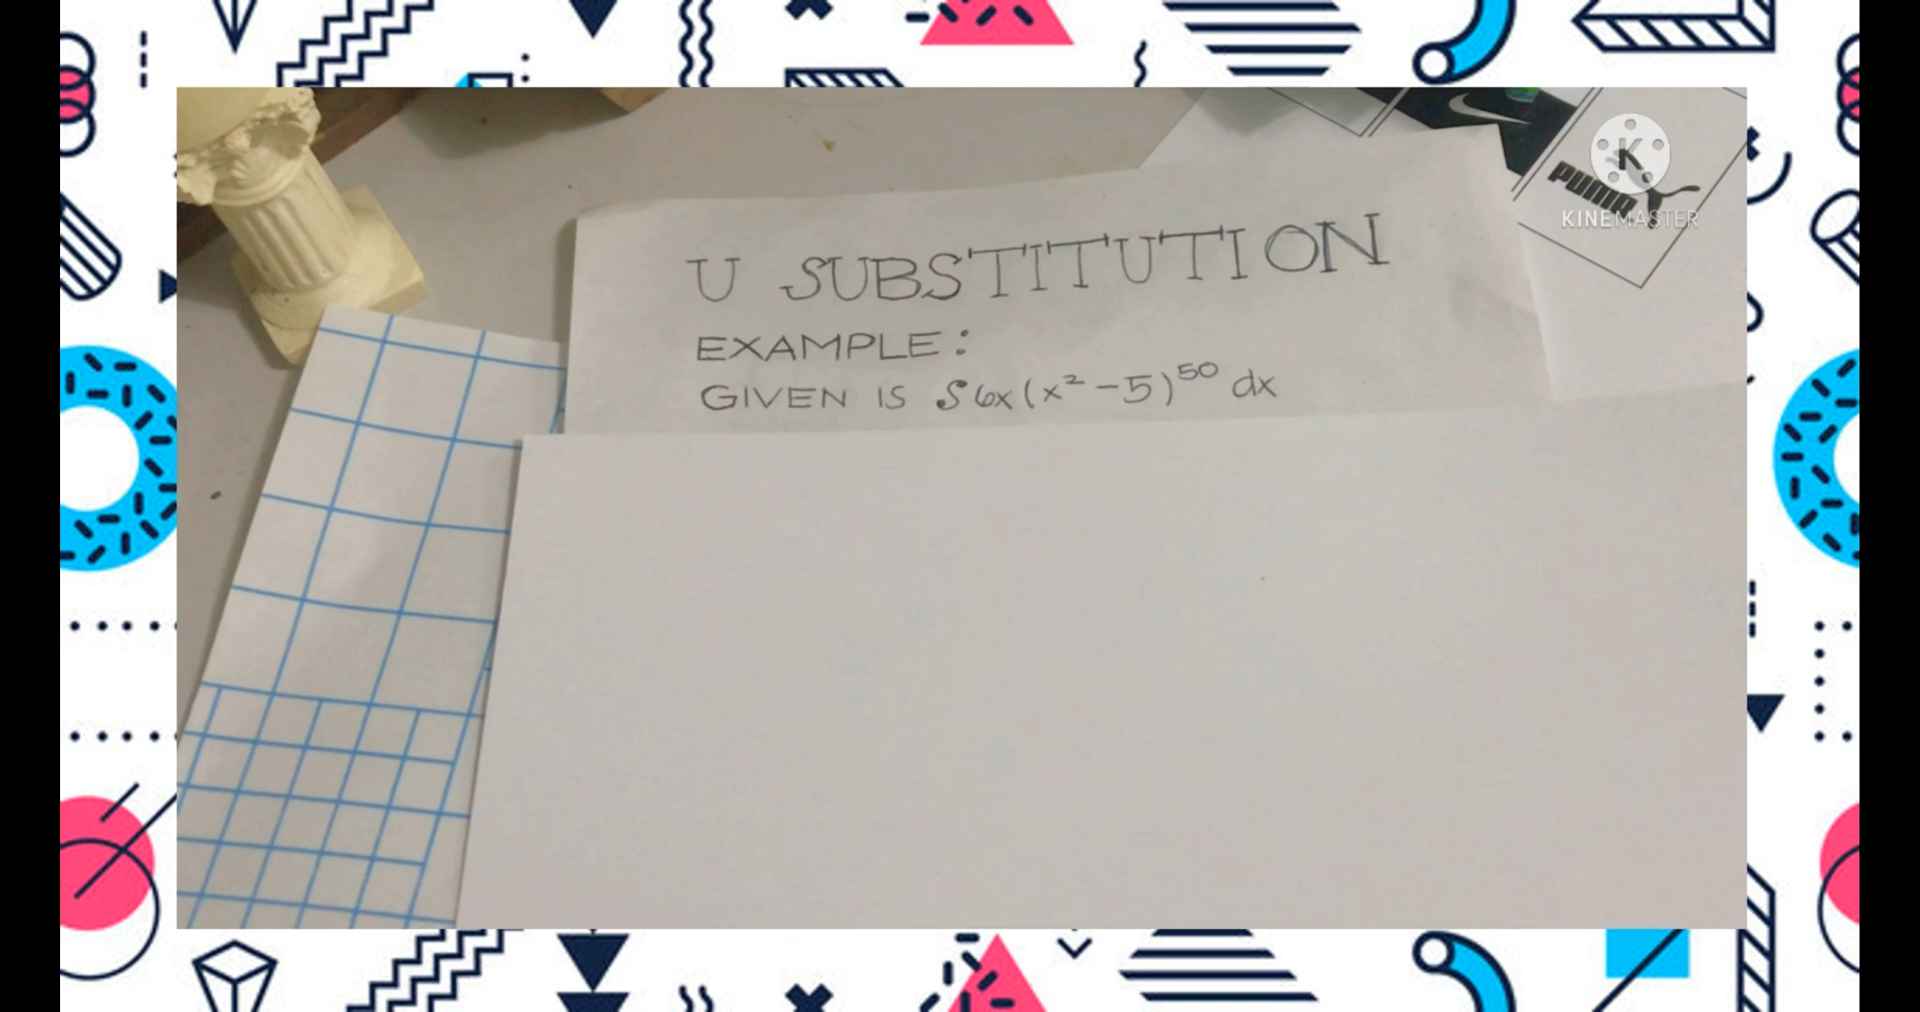 U SUBSTITUTION
EXAMPLE:
GIVEN IS ∫6x(x²-5)⁵⁰ dx
PUMA
K
KINEMASTER